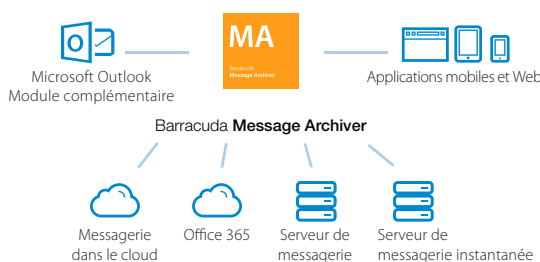 MA
Barracuda
Message Archiver
Microsoft Outlook
Module complémentaire
Applications mobiles et Web
Barracuda Message Archiver
Messagerie
dans le cloud
Office 365
Serveur de
messagerie
Serveur de
messagerie instantanée